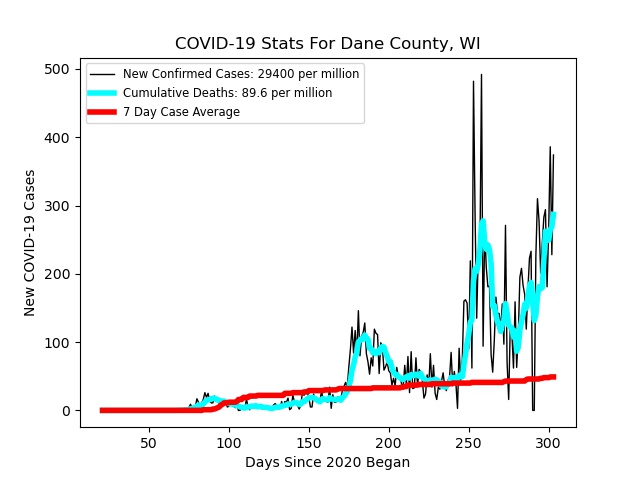 COVID-19 Stats For Dane County, WI
New Confirmed Cases: 29400 per million
Cumulative Deaths: 89.6 per million
7 Day Case Average
New COVID-19 Cases
500
400
300
200
100
0
50 100 150 200 250 300
Days Since 2020 Began